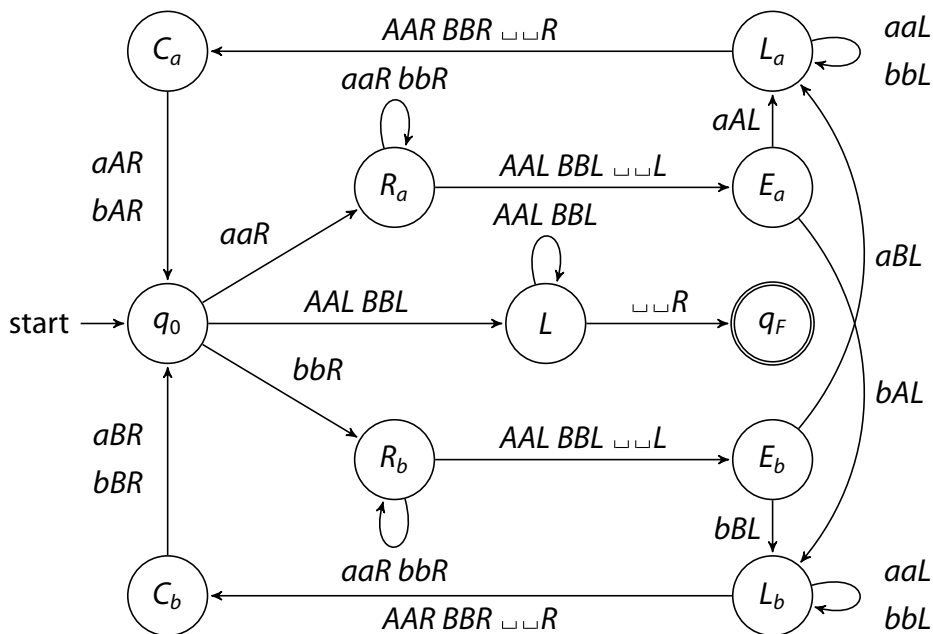 AAR BBR ␣␣R
C_a
L_a
aaL
bbL
aaR bbR
aAL
aAR
bAR
R_a
AAL BBL ␣␣L
E_a
AAL BBL
aaR
aBL
start
q_0
AAL BBL
L
␣␣R
q_F
bbR
bAL
aBR
bBR
R_b
AAL BBL ␣␣L
E_b
bBL
aaR bbR
C_b
L_b
aaL
bbL
AAR BBR ␣␣R